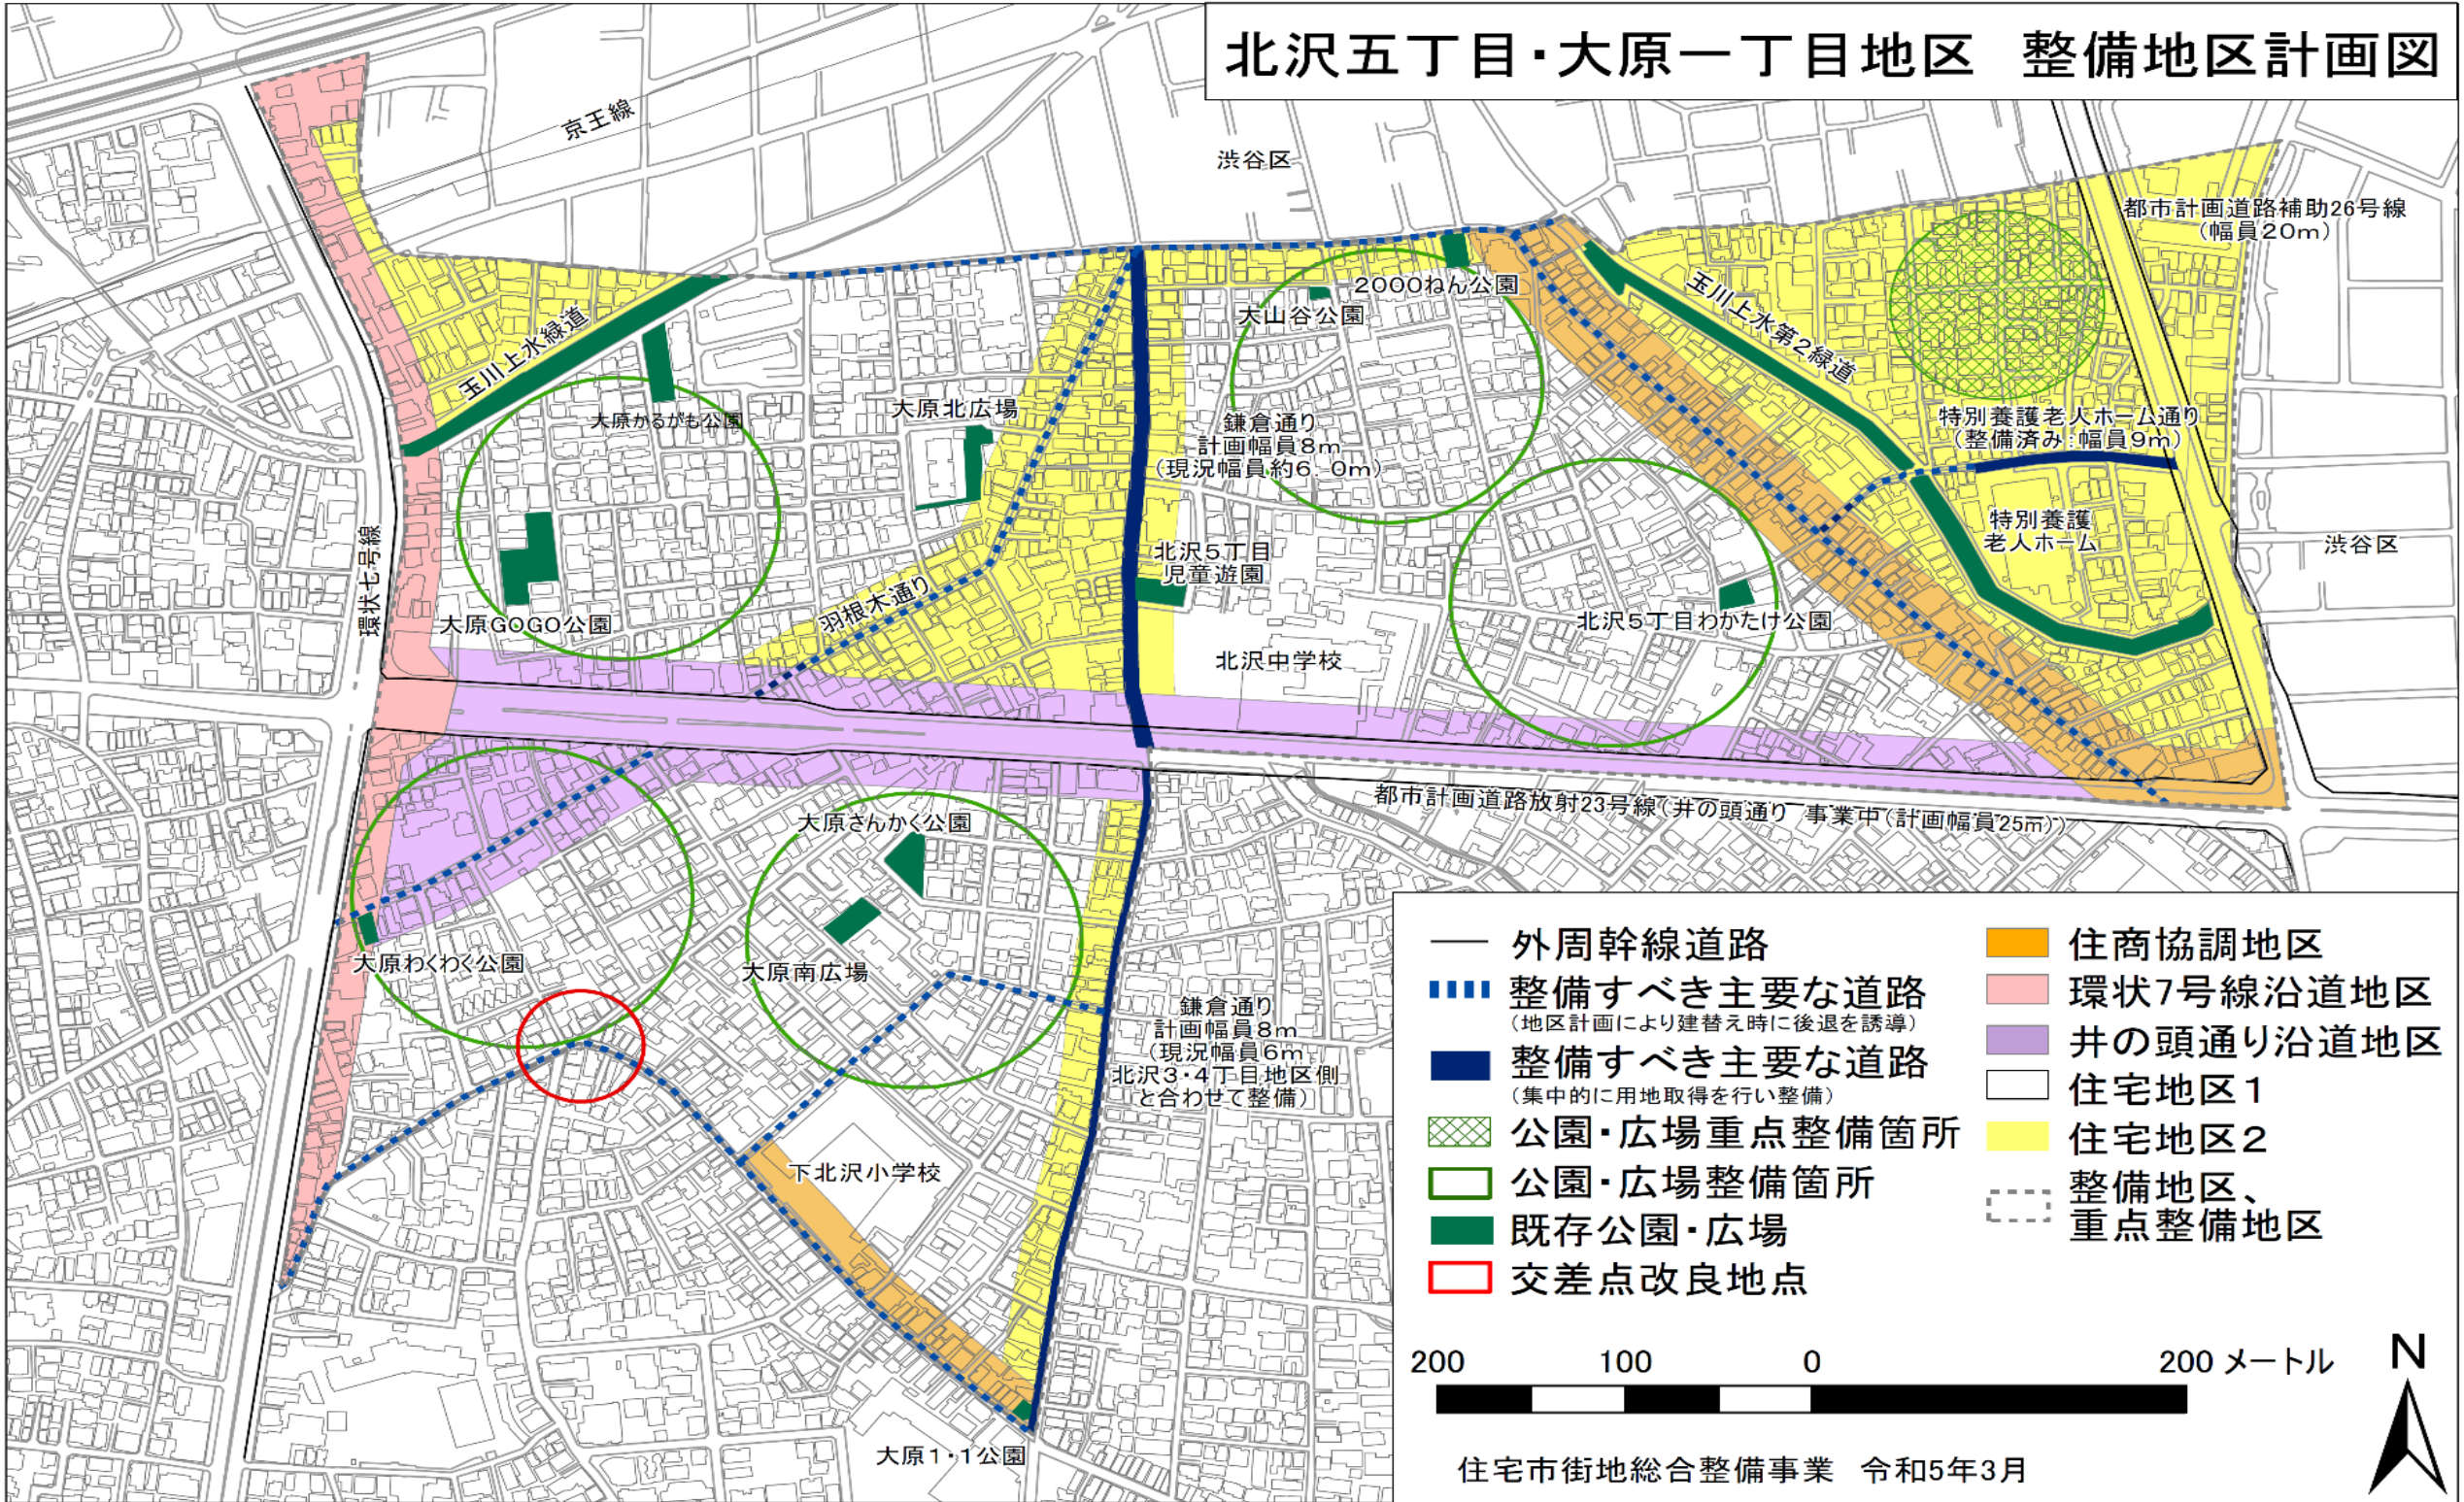 北沢五丁目・大原一丁目地区　整備地区計画図
京王線
渋谷区
都市計画道路補助26号線
（幅員20m）
2000ねん公園
大山谷公園
玉川上水緑道
玉川上水第2緑道
大原かるがも公園
大原北広場
鎌倉通り
計画幅員8m
（現況幅員約6.0m）
特別養護老人ホーム通り
（整備済み：幅員9m）
環状七号線
特別養護
老人ホーム
渋谷区
北沢5丁目
児童遊園
羽根木通り
大原GOGO公園
北沢5丁目わかたけ公園
北沢中学校
都市計画道路放射23号線（井の頭通り 事業中（計画幅員25m））
大原さんかく公園
大原わくわく公園
大原南広場
鎌倉通り
計画幅員8m
（現況幅員6m
北沢3・4丁目地区側
と合わせて整備）
下北沢小学校
大原1・1公園
外周幹線道路
整備すべき主要な道路
（地区計画により建替え時に後退を誘導）
整備すべき主要な道路
（集中的に用地取得を行い整備）
公園・広場重点整備箇所
公園・広場整備箇所
既存公園・広場
交差点改良地点
住商協調地区
環状7号線沿道地区
井の頭通り沿道地区
住宅地区1
住宅地区2
整備地区、
重点整備地区
200 100 0 200 メートル
N
住宅市街地総合整備事業　令和5年3月